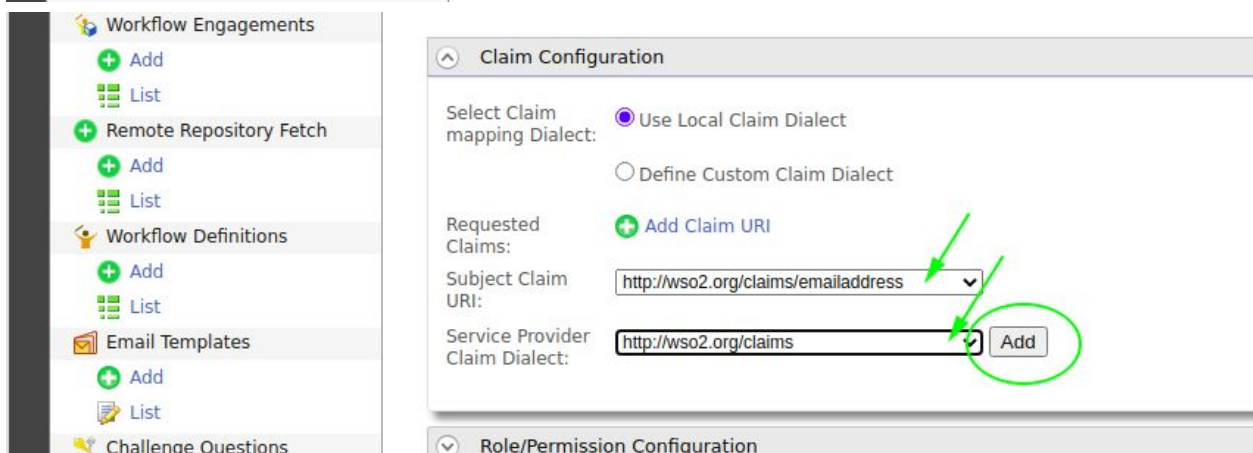 Workflow Engagements
Add
List
Remote Repository Fetch
Add
List
Workflow Definitions
Add
List
Email Templates
Add
List
Challenge Questions
Claim Configuration
Select Claim
mapping Dialect:
Use Local Claim Dialect
Define Custom Claim Dialect
Requested
Claims:
Add Claim URI
Subject Claim
URI:
http://wso2.org/claims/emailaddress
Service Provider
Claim Dialect:
http://wso2.org/claims
Add
Role/Permission Configuration